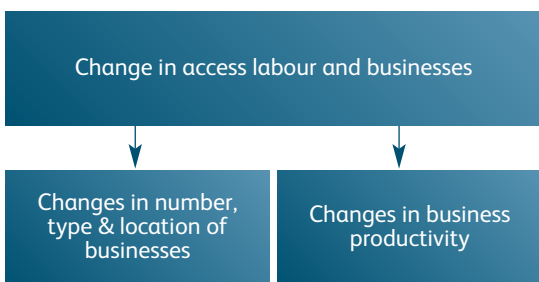 Change in access labour and businesses
Changes in number,
type & location of
businesses
Changes in business
productivity